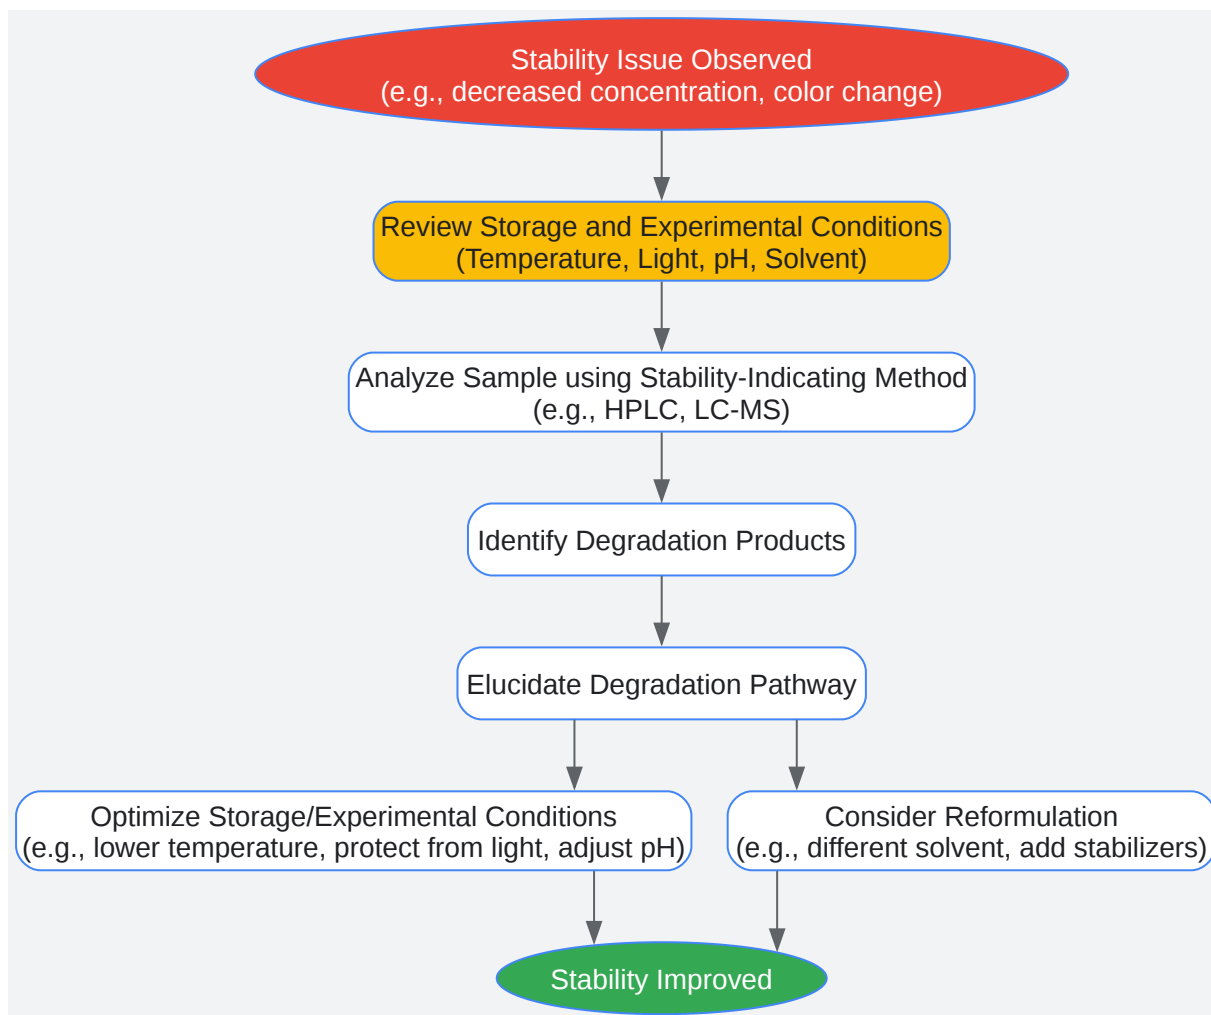 Stability Issue Observed
(e.g., decreased concentration, color change)
Review Storage and Experimental Conditions
(Temperature, Light, pH, Solvent)
Analyze Sample using Stability-Indicating Method
(e.g., HPLC, LC-MS)
Identify Degradation Products
Elucidate Degradation Pathway
Optimize Storage/Experimental Conditions
(e.g., lower temperature, protect from light, adjust pH)
Consider Reformulation
(e.g., different solvent, add stabilizers)
Stability Improved